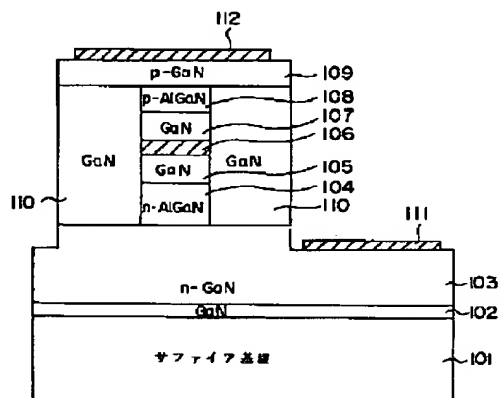 112
p-GaN
109
p-AlGaN
108
GaN
107
106
GaN
GaN
GaN
105
104
n-AlGaN
110
110
111
n-GaN
103
GaN
102
サファイア基板
101